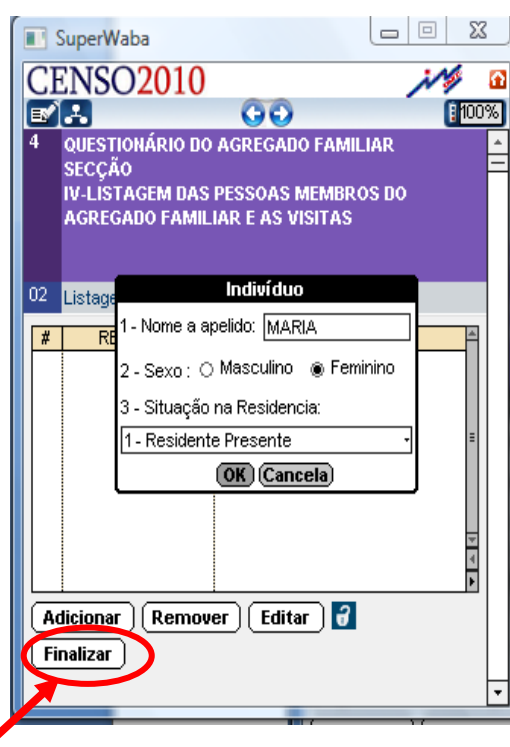 SuperWaba
CENSO2010
100%
4 QUESTIONÁRIO DO AGREGADO FAMILIAR
SECÇÃO
IV-LISTAGEM DAS PESSOAS MEMBROS DO
AGREGADO FAMILIAR E AS VISITAS
02 Listage
# RE
Indivíduo
1 - Nome a apelido: MARIA
2 - Sexo : Masculino Feminino
3 - Situação na Residencia:
1 - Residente Presente
OK Cancela
Adicionar Remover Editar
Finalizar